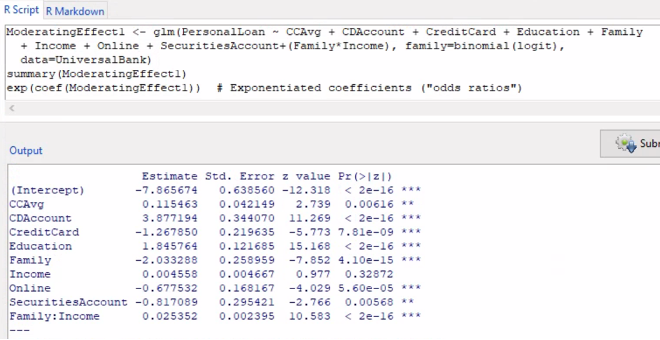 R Script R Markdown
ModeratingEffect1 <- glm(PersonalLoan ~ CCAvg + CDAccount + CreditCard + Education + Family
+ Income + Online + SecuritiesAccount+(Family*Income), family=binomial(logit),
data=UniversalBank)
summary(ModeratingEffect1)
exp(coef(ModeratingEffect1)) # Exponentiated coefficients ("odds ratios")
Output
Estimate Std. Error z value Pr(>|z|)
(Intercept) -7.865674 0.638560 -12.318 < 2e-16 ***
CCAvg 0.115463 0.042149 2.739 0.00616 **
CDAccount 3.877194 0.344070 11.269 < 2e-16 ***
CreditCard -1.267850 0.219635 -5.773 7.81e-09 ***
Education 1.845764 0.121685 15.168 < 2e-16 ***
Family -2.033288 0.258959 -7.852 4.10e-15 ***
Income 0.004558 0.004667 0.977 0.32872
Online -0.677532 0.168167 -4.029 5.60e-05 ***
SecuritiesAccount -0.817089 0.295421 -2.766 0.00568 **
Family:Income 0.025352 0.002395 10.583 < 2e-16 ***
---